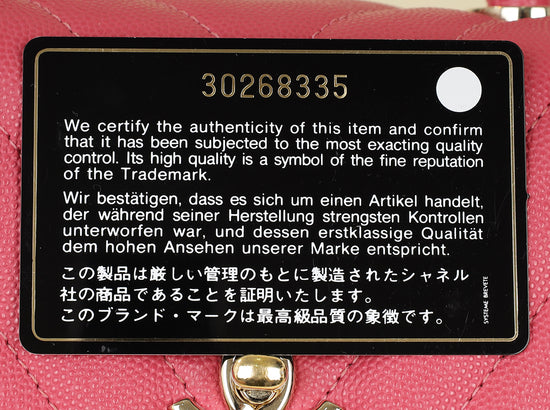 30268335
We certify the authenticity of this item and confirm
that it has been subjected to the most exacting quality
control. Its high quality is a symbol of the fine reputation
of the Trademark.
Wir bestätigen, dass es sich um einen Artikel handelt,
der während seiner Herstellung strengsten Kontrollen
unterworfen war, und dessen erstklassige Qualität
dem hohen Ansehen unserer Marke entspricht.
この製品は厳しい管理のもとに製造されたシャネル
社の商品であることを証明いたします。
このブランド・マークは最高級品質の象徴です。
SYSTEME BREVETE